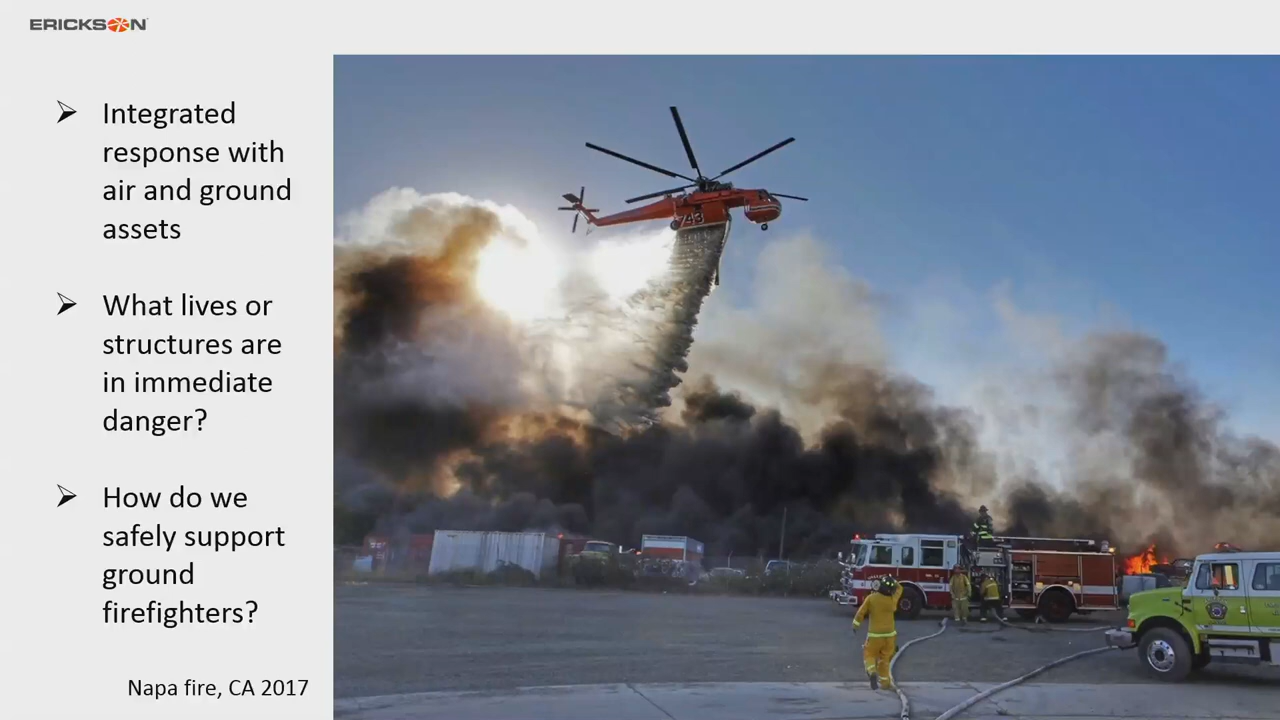 ERICKSON
➢ Integrated
response with
air and ground
assets
➢ What lives or
structures are
in immediate
danger?
➢ How do we
safely support
ground
firefighters?
Napa fire, CA 2017
743